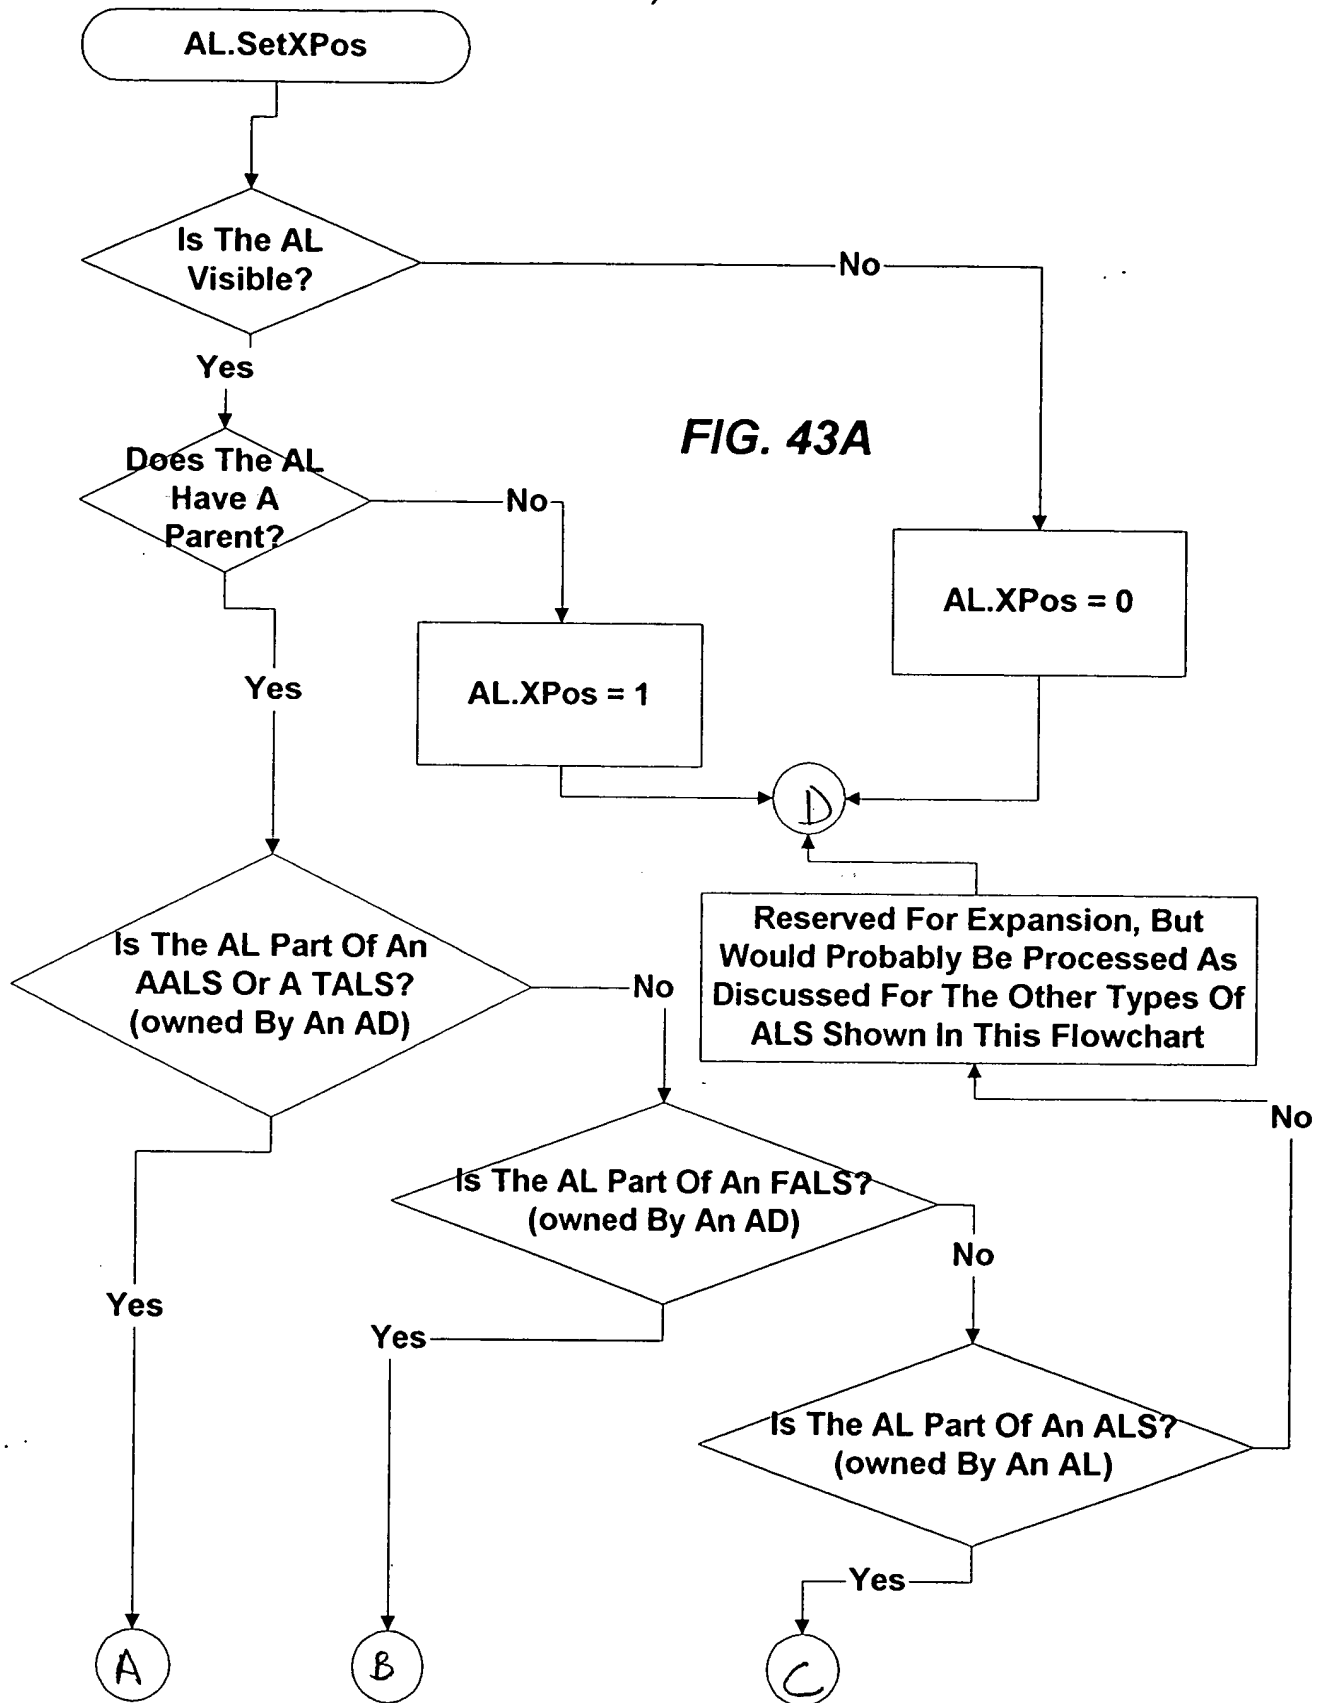 AL.SetXPos
Is The AL
Visible?
No
Yes
FIG. 43A
Does The AL
Have A
Parent?
No
AL.XPos = 0
Yes
AL.XPos = 1
D
Reserved For Expansion, But
Would Probably Be Processed As
Discussed For The Other Types Of
ALS Shown In This Flowchart
Is The AL Part Of An
AALS Or A TALS?
(owned By An AD)
No
No
Is The AL Part Of An FALS?
(owned By An AD)
No
Yes
Yes
Is The AL Part Of An ALS?
(owned By An AL)
Yes
A
B
C